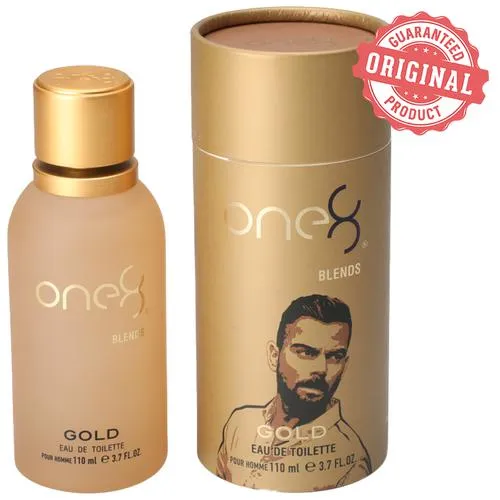 one8
BLENDS
GOLD
EAU DE TOILETTE
POUR HOMME 110 ml ℮ 3.7 FL.OZ.
one8®
BLENDS
GOLD
EAU DE TOILETTE
POUR HOMME 110 ml ℮ 3.7 FL.OZ.
GUARANTEED
ORIGINAL
PRODUCT